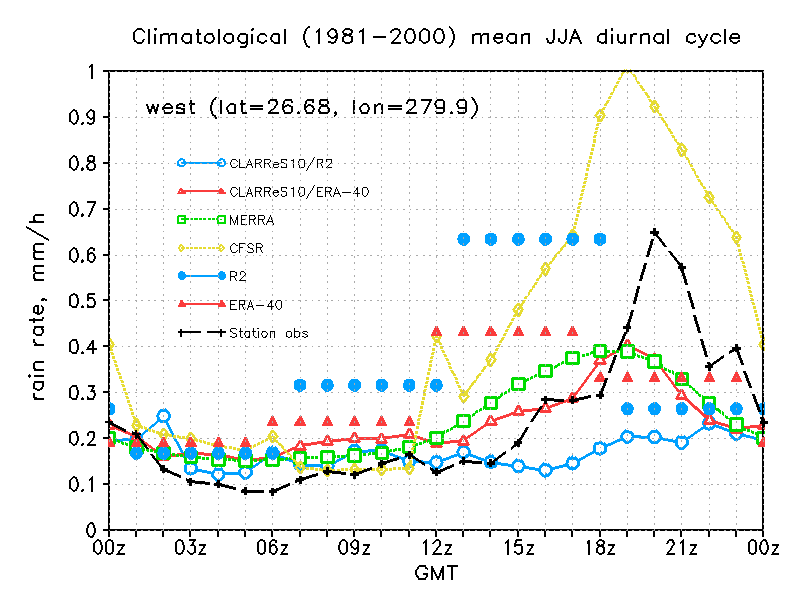 Climatological (1981-2000) mean JJA diurnal cycle
west (lat=26.68, lon=279.9)
CLARReS10/R2
CLARReS10/ERA-40
MERRA
CFSR
R2
ERA-40
Station obs
rain rate, mm/h
1
0.9
0.8
0.7
0.6
0.5
0.4
0.3
0.2
0.1
0
00z 03z 06z 09z 12z 15z 18z 21z 00z
GMT